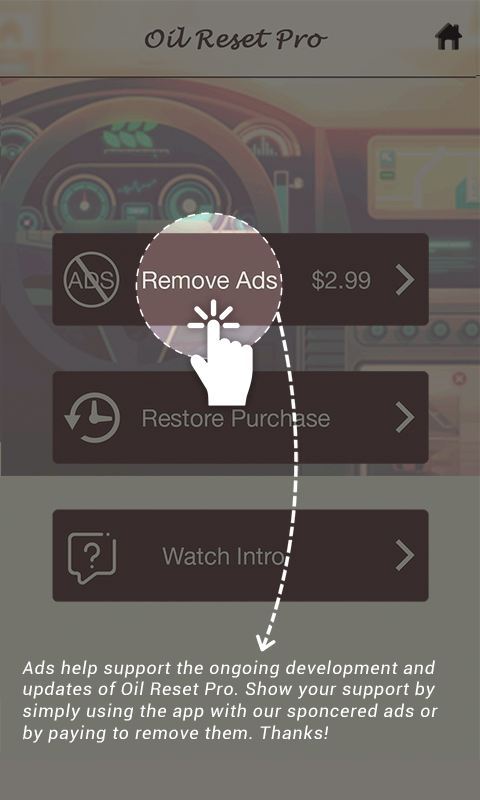 Oil Reset Pro
ADS
Remove Ads
$2.99
Restore Purchase
Watch Intro
Ads help support the ongoing development and
updates of Oil Reset Pro. Show your support by
simply using the app with our sponcered ads or
by paying to remove them. Thanks!